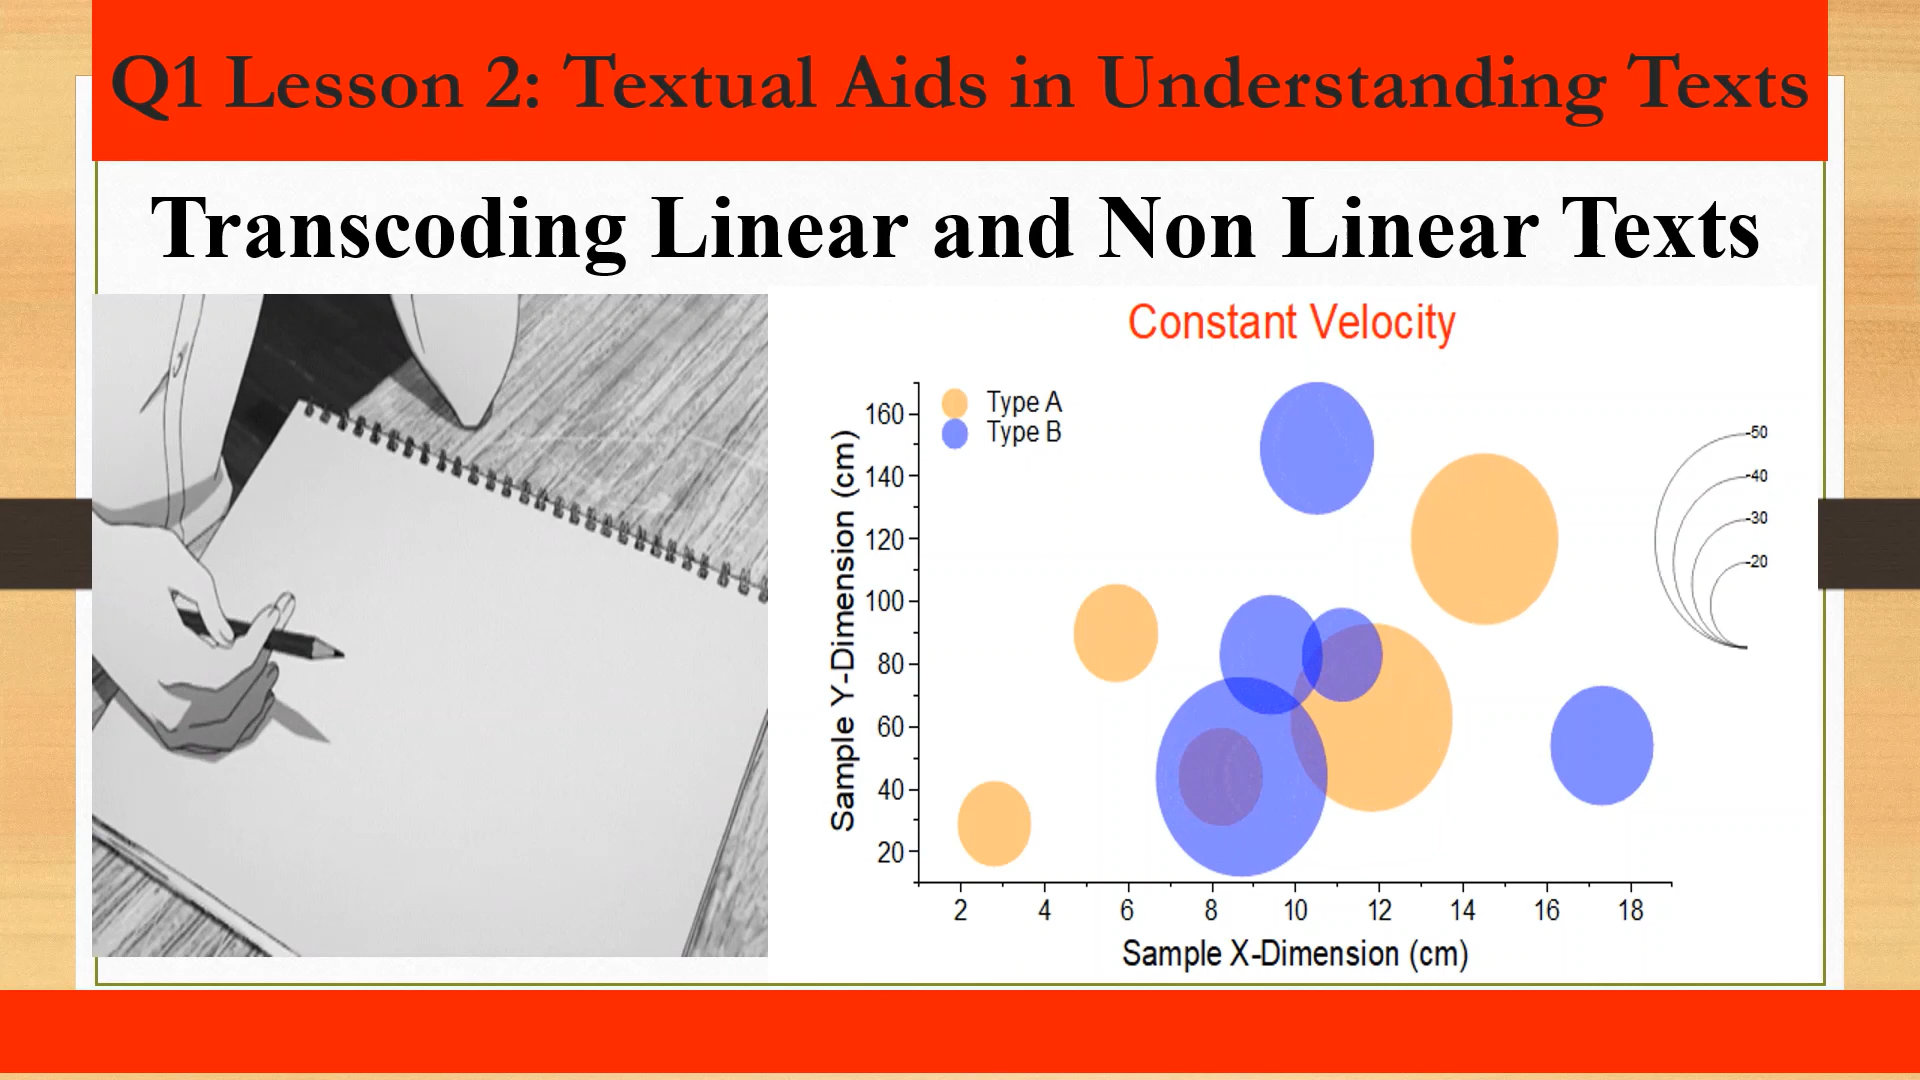 Q1 Lesson 2: Textual Aids in Understanding Texts
Transcoding Linear and Non Linear Texts
Constant Velocity
Type A
Type B
Sample Y-Dimension (cm)
160
140
120
100
80
60
40
20
2 4 6 8 10 12 14 16 18
Sample X-Dimension (cm)
-50
-40
-30
-20